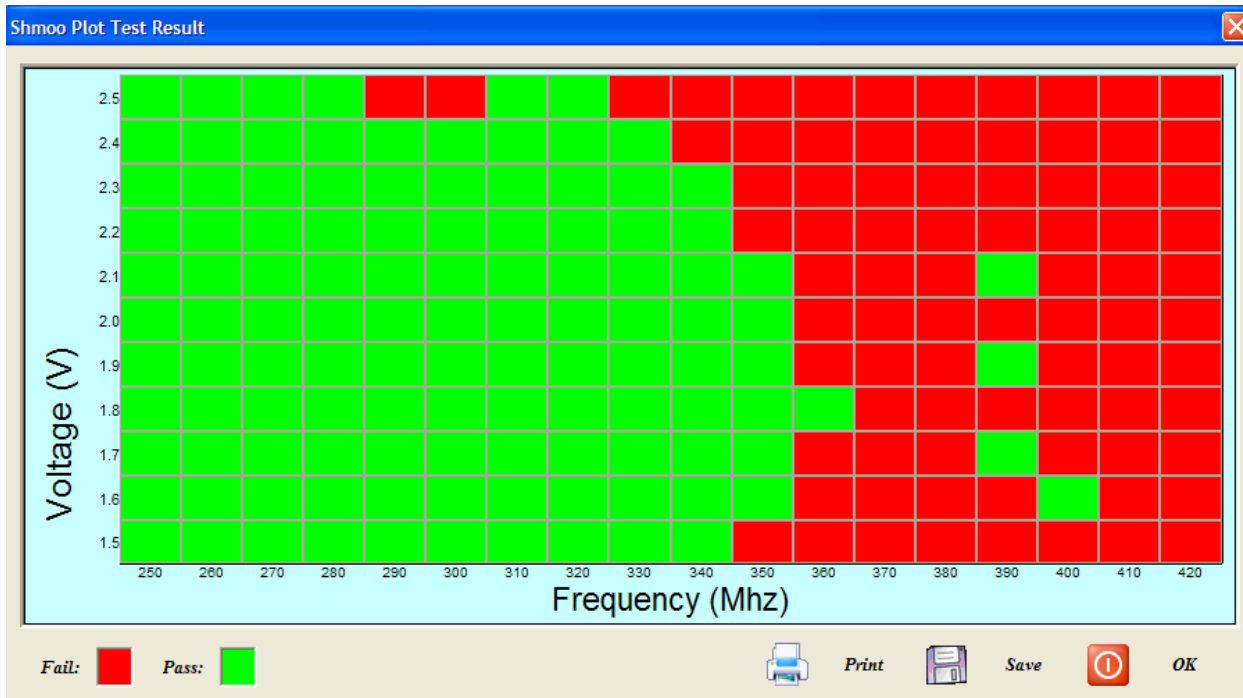 Shmoo Plot Test Result
2.5
2.4
2.3
2.2
2.1
2.0
1.9
1.8
1.7
1.6
1.5
Voltage (V)
250 260 270 280 290 300 310 320 330 340 350 360 370 380 390 400 410 420
Frequency (Mhz)
Fail: Pass: Print Save OK